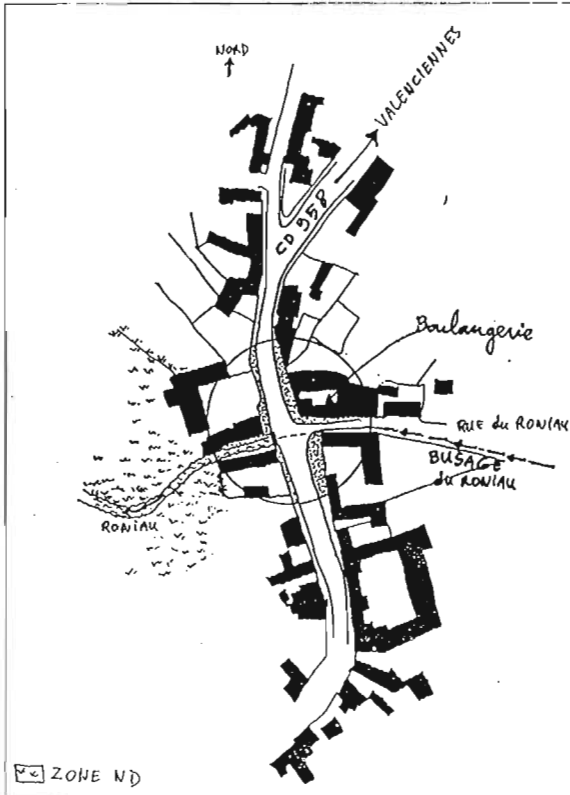 NORD
VALENCIENNES
CD 958
Boulangerie
RUE du RONIAU
BUSAGE
du RONIAU
RONIAU
ZONE ND